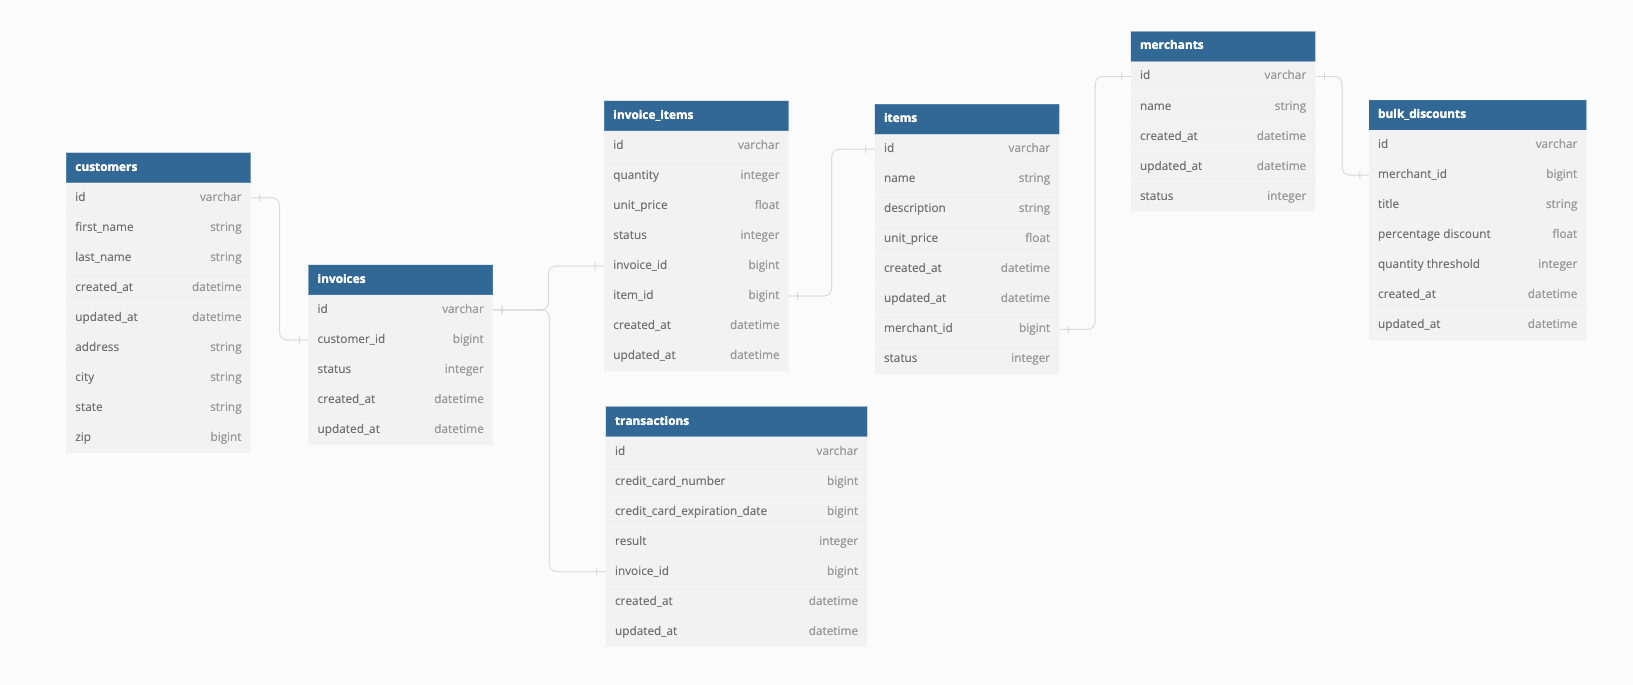 customers
id varchar
first_name string
last_name string
created_at datetime
updated_at datetime
address string
city string
state string
zip bigint
invoices
id varchar
customer_id bigint
status integer
created_at datetime
updated_at datetime
invoice_items
id varchar
quantity integer
unit_price float
status integer
invoice_id bigint
item_id bigint
created_at datetime
updated_at datetime
transactions
id varchar
credit_card_number bigint
credit_card_expiration_date bigint
result integer
invoice_id bigint
created_at datetime
updated_at datetime
items
id varchar
name string
description string
unit_price float
created_at datetime
updated_at datetime
merchant_id bigint
status integer
merchants
id varchar
name string
created_at datetime
updated_at datetime
status integer
bulk_discounts
id varchar
merchant_id bigint
title string
percentage discount float
quantity threshold integer
created_at datetime
updated_at datetime